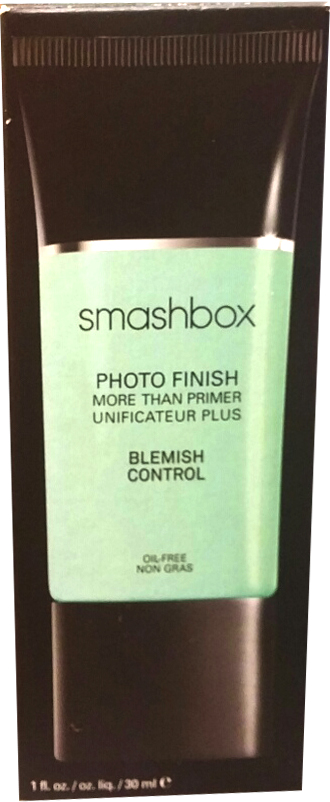 smashbox
PHOTO FINISH
MORE THAN PRIMER
UNIFICATEUR PLUS
BLEMISH
CONTROL
OIL-FREE
NON GRAS
1 fl. oz. / oz. liq. / 30 ml ℮